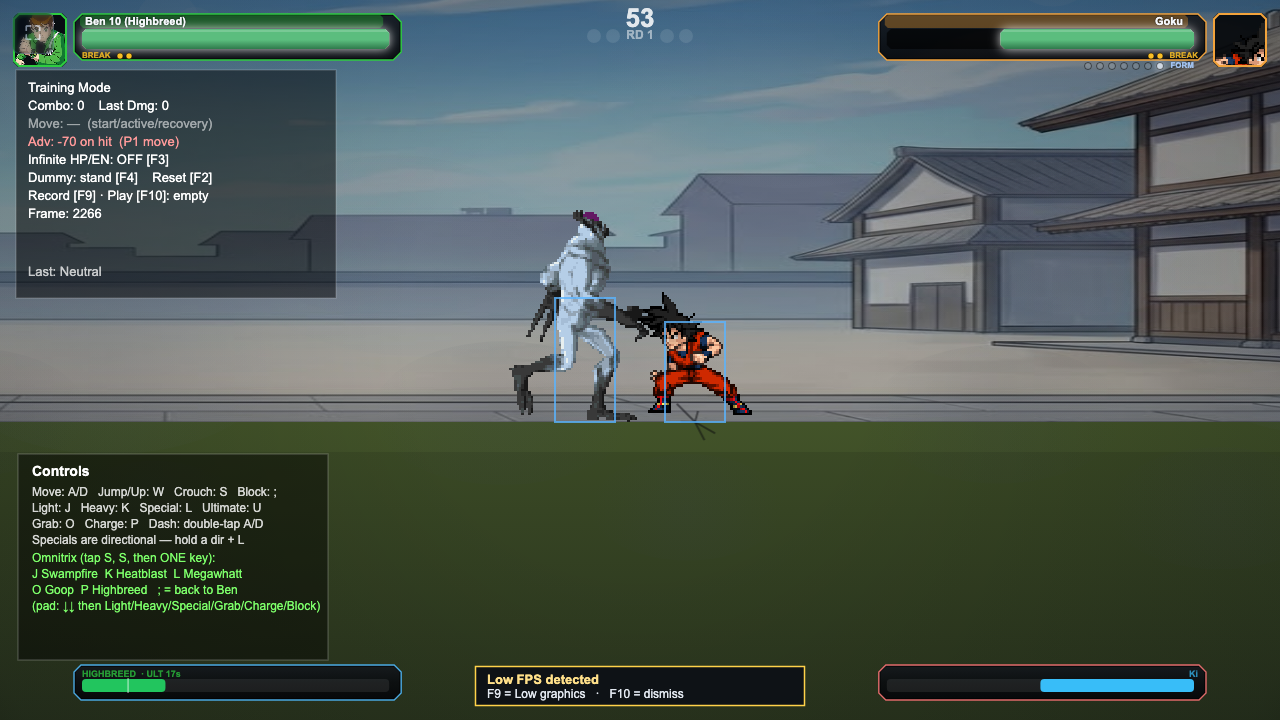 Ben 10 (Highbreed)
BREAK
53
RD 1
Goku
BREAK
FORM
Training Mode
Combo: 0    Last Dmg: 0
Move: —  (start/active/recovery)
Adv: -70 on hit  (P1 move)
Infinite HP/EN: OFF [F3]
Dummy: stand [F4]    Reset [F2]
Record [F9] · Play [F10]: empty
Frame: 2266
Last: Neutral
Controls
Move: A/D   Jump/Up: W   Crouch: S   Block: ;
Light: J   Heavy: K   Special: L   Ultimate: U
Grab: O   Charge: P   Dash: double-tap A/D
Specials are directional — hold a dir + L
Omnitrix (tap S, S, then ONE key):
J Swampfire  K Heatblast  L Megawhatt
O Goop  P Highbreed   ; = back to Ben
(pad: ↓↓ then Light/Heavy/Special/Grab/Charge/Block)
HIGHBREED · ULT 17s
Low FPS detected
F9 = Low graphics   ·   F10 = dismiss
Ki